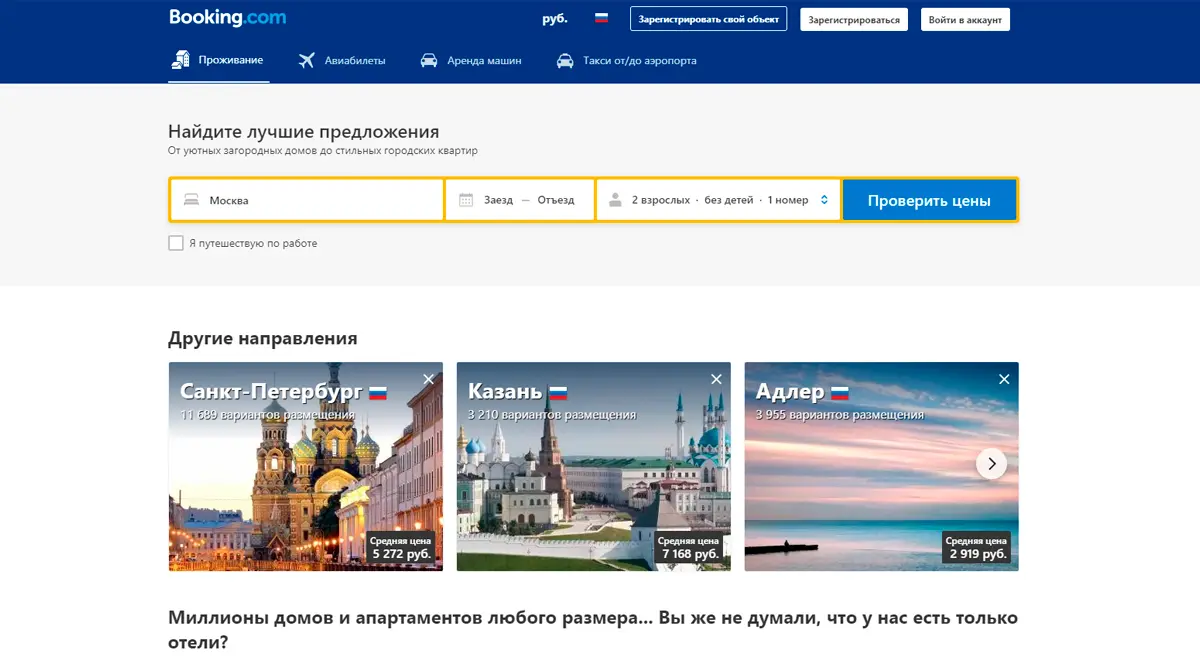 Booking.com
руб.
Зарегистрировать свой объект
Зарегистрироваться
Войти в аккаунт
Проживание
Авиабилеты
Аренда машин
Такси от/до аэропорта
Найдите лучшие предложения
От уютных загородных домов до стильных городских квартир
Москва
Заезд — Отъезд
2 взрослых · без детей · 1 номер
Проверить цены
Я путешествую по работе
Другие направления
Санкт-Петербург
11 689 вариантов размещения
Средняя цена
5 272 руб.
Казань
3 210 вариантов размещения
Средняя цена
7 168 руб.
Адлер
3 955 вариантов размещения
Средняя цена
2 919 руб.
Миллионы домов и апартаментов любого размера... Вы же не думали, что у нас есть только
отели?